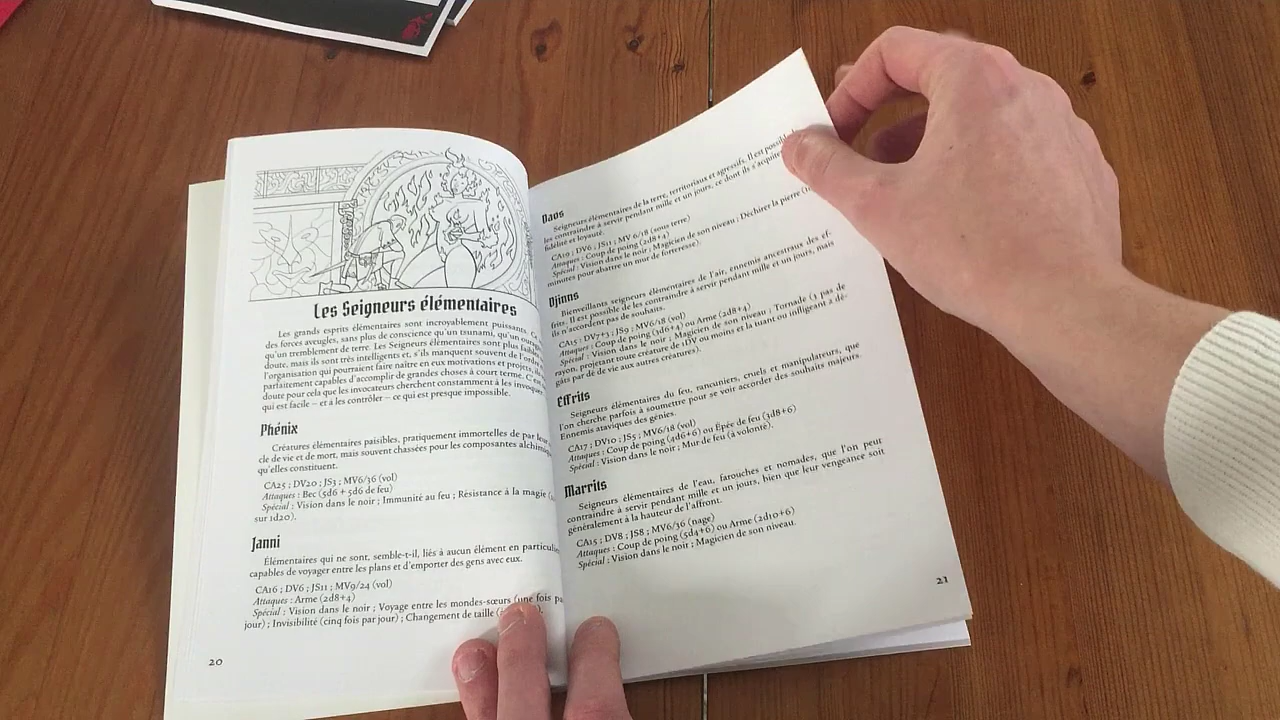 Les Seigneurs élémentaires
Les grands esprits élémentaires sont incroyablement puissants.
des forces aveugles, sans plus de conscience qu'un tsunami, qu'un
qu'un tremblement de terre. Les Seigneurs élémentaires sont plus
doute, mais ils sont très intelligents et, s'ils manquent souvent de
l'organisation qui pourraient faire naître en eux motivations et projets,
parfaitement capables d'accomplir de grandes choses à court terme. C'est
doute pour cela que les invocateurs cherchent constamment à les invoquer
qui est facile – et à les contrôler – ce qui est presque impossible.
Phénix
Créatures élémentaires paisibles, pratiquement immortelles de par leur
cle de vie et de mort, mais souvent chassées pour les composantes
qu'elles constituent.
CA25 ; DV20 ; JS3 ; MV6/36 (vol)
Attaques : Bec (5d6 + 5d6 de feu)
Spécial : Vision dans le noir ; Immunité au feu ; Résistance à la magie
sur 1d20).
Janni
Élémentaires qui ne sont, semble-t-il, liés à aucun élément en particulier
capables de voyager entre les plans et d'emporter des gens avec eux.
CA16 ; DV6 ; JS11 ; MV9/24 (vol)
Attaques : Arme (2d8+4)
Spécial : Vision dans le noir ; Voyage entre les mondes-sœurs (une fois
jour) ; Invisibilité (cinq fois par jour) ; Changement de taille
20
Daos
Seigneurs élémentaires de la terre, territoriaux et agressifs. Il est possible
les contraindre à servir pendant mille et un jours, ce dont ils
fidélité et loyauté.
CA19 ; DV6 ; JS11 ; MV 6/18 (sous terre)
Attaques : Coup de poing (2d8+4)
Spécial : Vision dans le noir ; Magicien de son niveau ; Déchirer la pierre
minutes pour abattre un mur de forteresse).
Djinns
Bienveillants seigneurs élémentaires de l'air, ennemis ancestraux des ef-
frits. Il est possible de les contraindre à servir pendant mille et un jours, mais
ils n'accordent pas de souhaits.
CA15 ; DV7+3 ; JS9 ; MV6/18 (vol)
Attaques : Coup de poing (3d6+4) ou Arme (2d8+4)
Spécial : Vision dans le noir ; Magicien de son niveau ; Tornade (3 pas de
rayon, projetant toute créature de 1DV ou moins et la tuant ou infligeant 2 dé-
gâts par dé de vie aux autres créatures).
Effrits
Seigneurs élémentaires du feu, rancuniers, cruels et manipulateurs, que
l'on cherche parfois à soumettre pour se voir accorder des souhaits majeurs.
Ennemis ataviques des génies.
CA17 ; DV10 ; JS5 ; MV6/18 (vol)
Attaques : Coup de poing (4d6+6) ou Épée de feu (3d8+6)
Spécial : Vision dans le noir ; Mur de feu (à volonté).
Marrits
Seigneurs élémentaires de l'eau, farouches et nomades, que l'on peut
contraindre à servir pendant mille et un jours, bien que leur vengeance soit
généralement à la hauteur de l'affront.
CA15 ; DV8 ; JS8 ; MV6/36 (nage)
Attaques : Coup de poing (5d4+6) ou Arme (2d10+6)
Spécial : Vision dans le noir ; Magicien de son niveau.
21